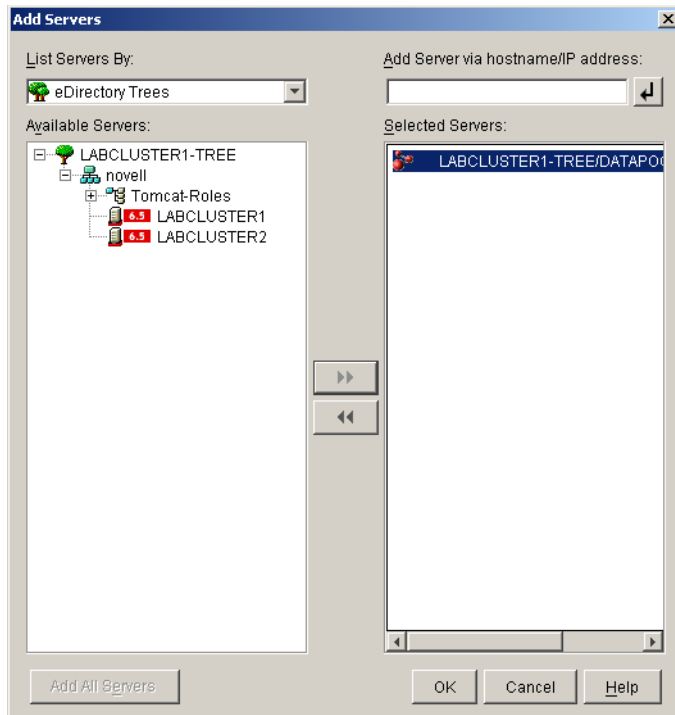 Add Servers
List Servers By:
eDirectory Trees
Add Server via hostname/IP address:
Available Servers:
LABCLUSTER1-TREE
novell
Tomcat-Roles
6.5 LABCLUSTER1
6.5 LABCLUSTER2
Selected Servers:
LABCLUSTER1-TREE/DATAPOO
Add All Servers
OK
Cancel
Help